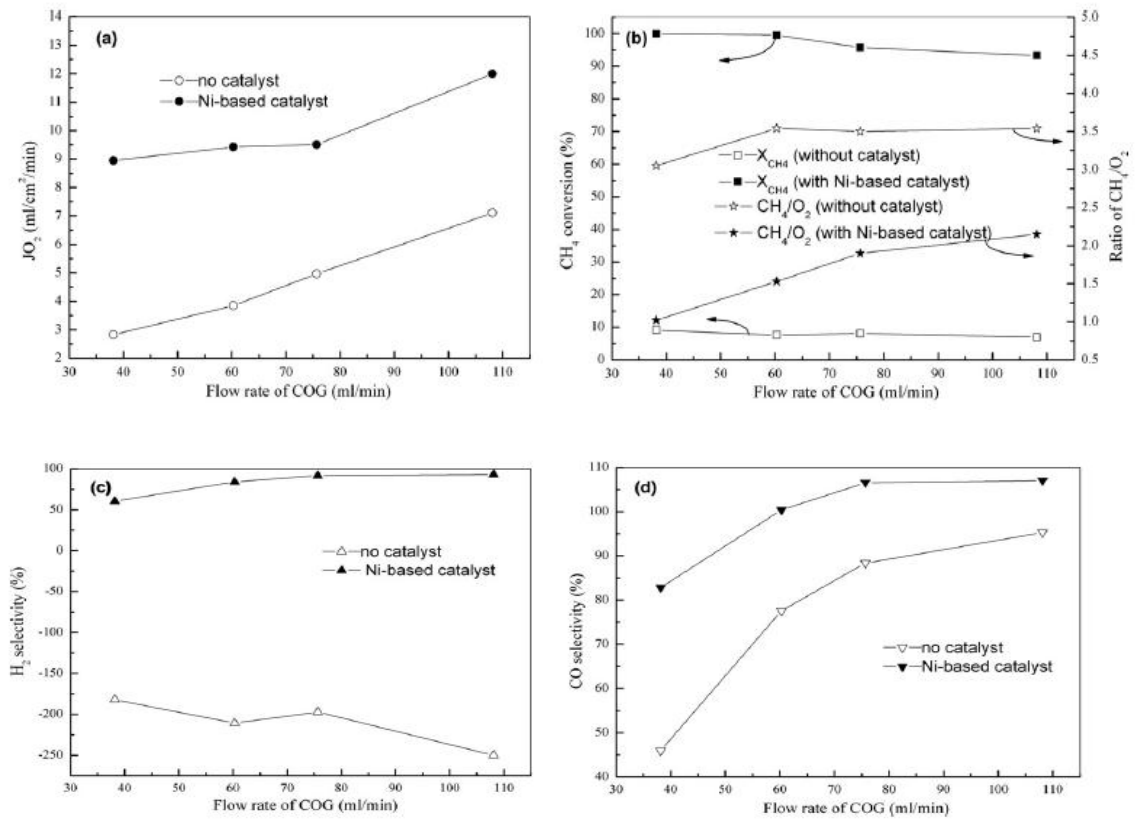 (a)
no catalyst
Ni-based catalyst
JO2 (ml/cm2/min)
14
13
12
11
10
9
8
7
6
5
4
3
2
30 40 50 60 70 80 90 100 110
Flow rate of COG (ml/min)
(b)
CH4 conversion (%)
100
90
80
70
60
50
40
30
20
10
0
XCH4 (without catalyst)
XCH4 (with Ni-based catalyst)
CH4/O2 (without catalyst)
CH4/O2 (with Ni-based catalyst)
5.0
4.5
4.0
3.5
3.0
2.5
2.0
1.5
1.0
0.5
Ratio of CH4/O2
30 40 50 60 70 80 90 100 110
Flow rate of COG (ml/min)
(c)
H2 selectivity (%)
100
50
0
-50
-100
-150
-200
-250
no catalyst
Ni-based catalyst
30 40 50 60 70 80 90 100 110
Flow rate of COG (ml/min)
(d)
CO selectivity (%)
110
100
90
80
70
60
50
40
no catalyst
Ni-based catalyst
30 40 50 60 70 80 90 100 110
Flow rate of COG (ml/min)